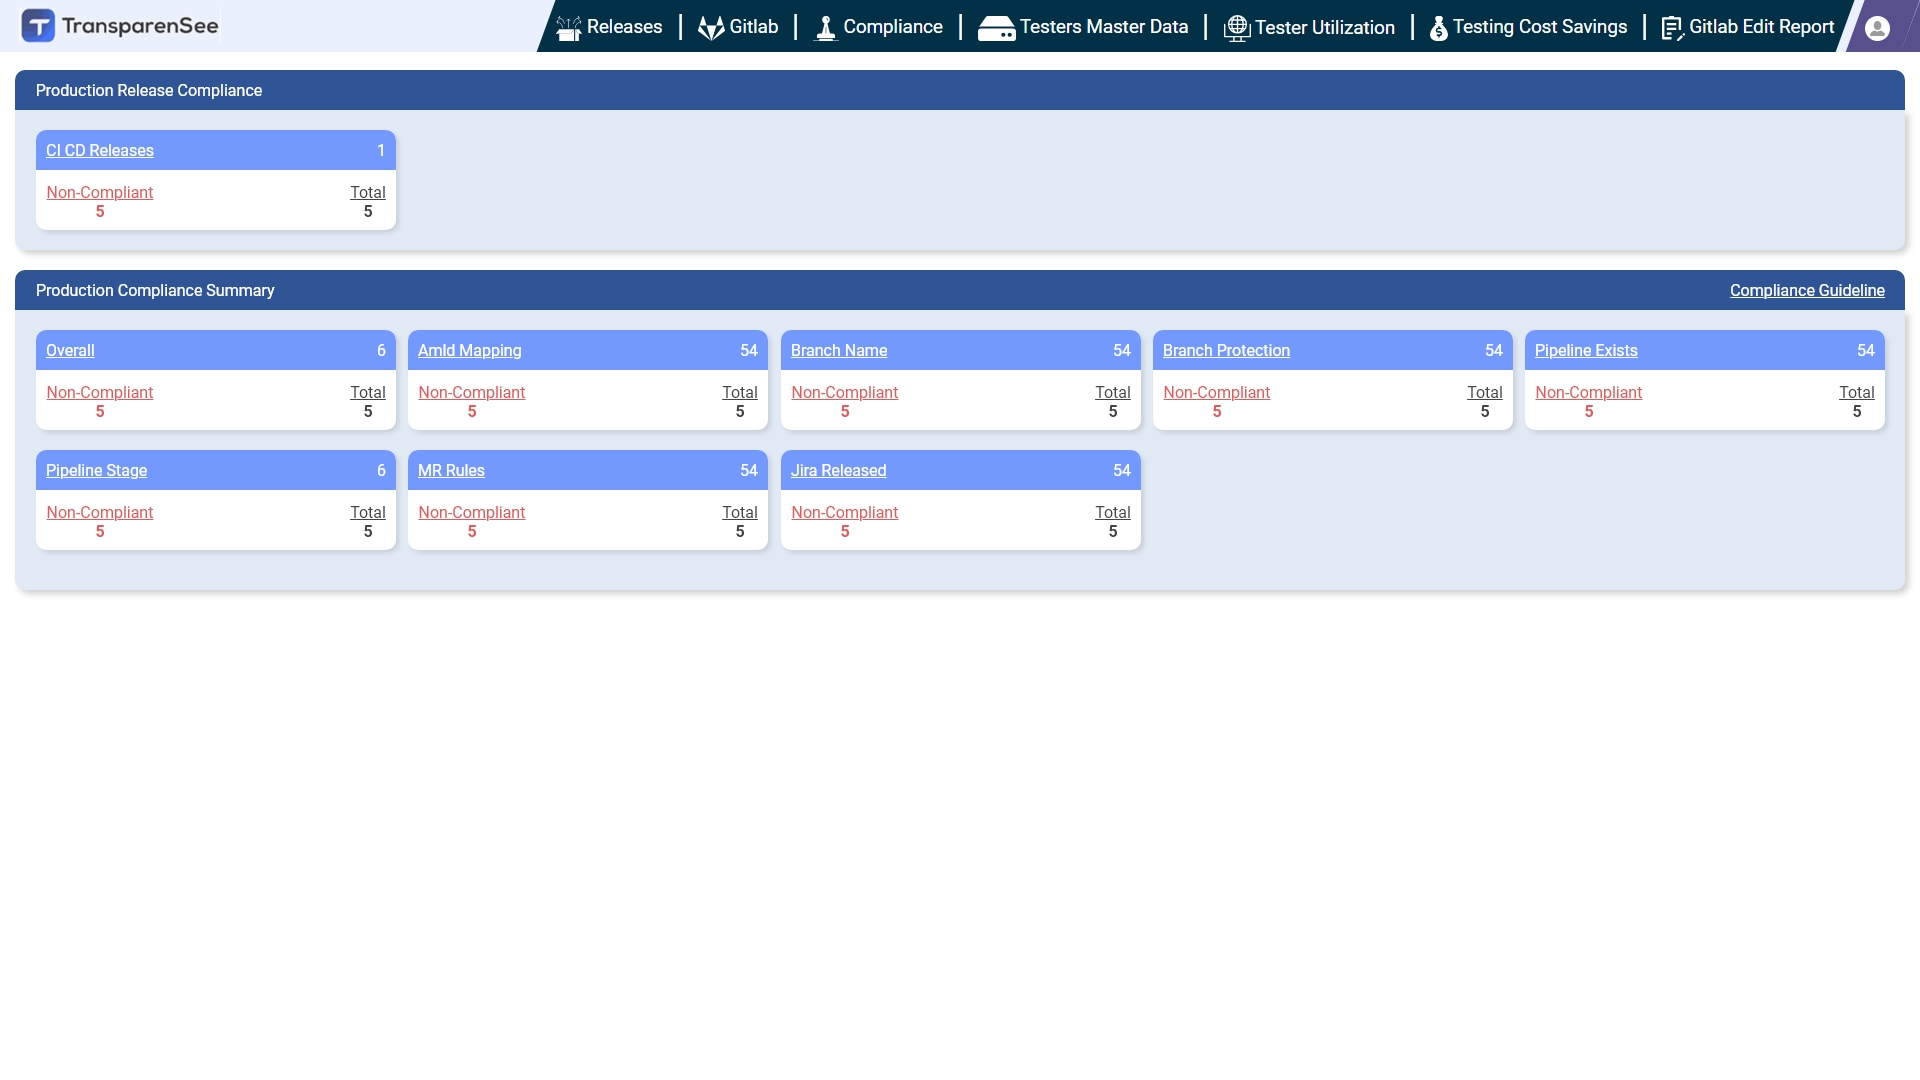 TransparenSee
Releases | Gitlab | Compliance | Testers Master Data | Tester Utilization | Testing Cost Savings | Gitlab Edit Report
Production Release Compliance
CI CD Releases 1
Non-Compliant Total
5 5
Production Compliance Summary Compliance Guideline
Overall 6 AmId Mapping 54 Branch Name 54 Branch Protection 54 Pipeline Exists 54
Non-Compliant Total Non-Compliant Total Non-Compliant Total Non-Compliant Total Non-Compliant Total
5 5 5 5 5 5 5 5 5 5
Pipeline Stage 6 MR Rules 54 Jira Released 54
Non-Compliant Total Non-Compliant Total Non-Compliant Total
5 5 5 5 5 5